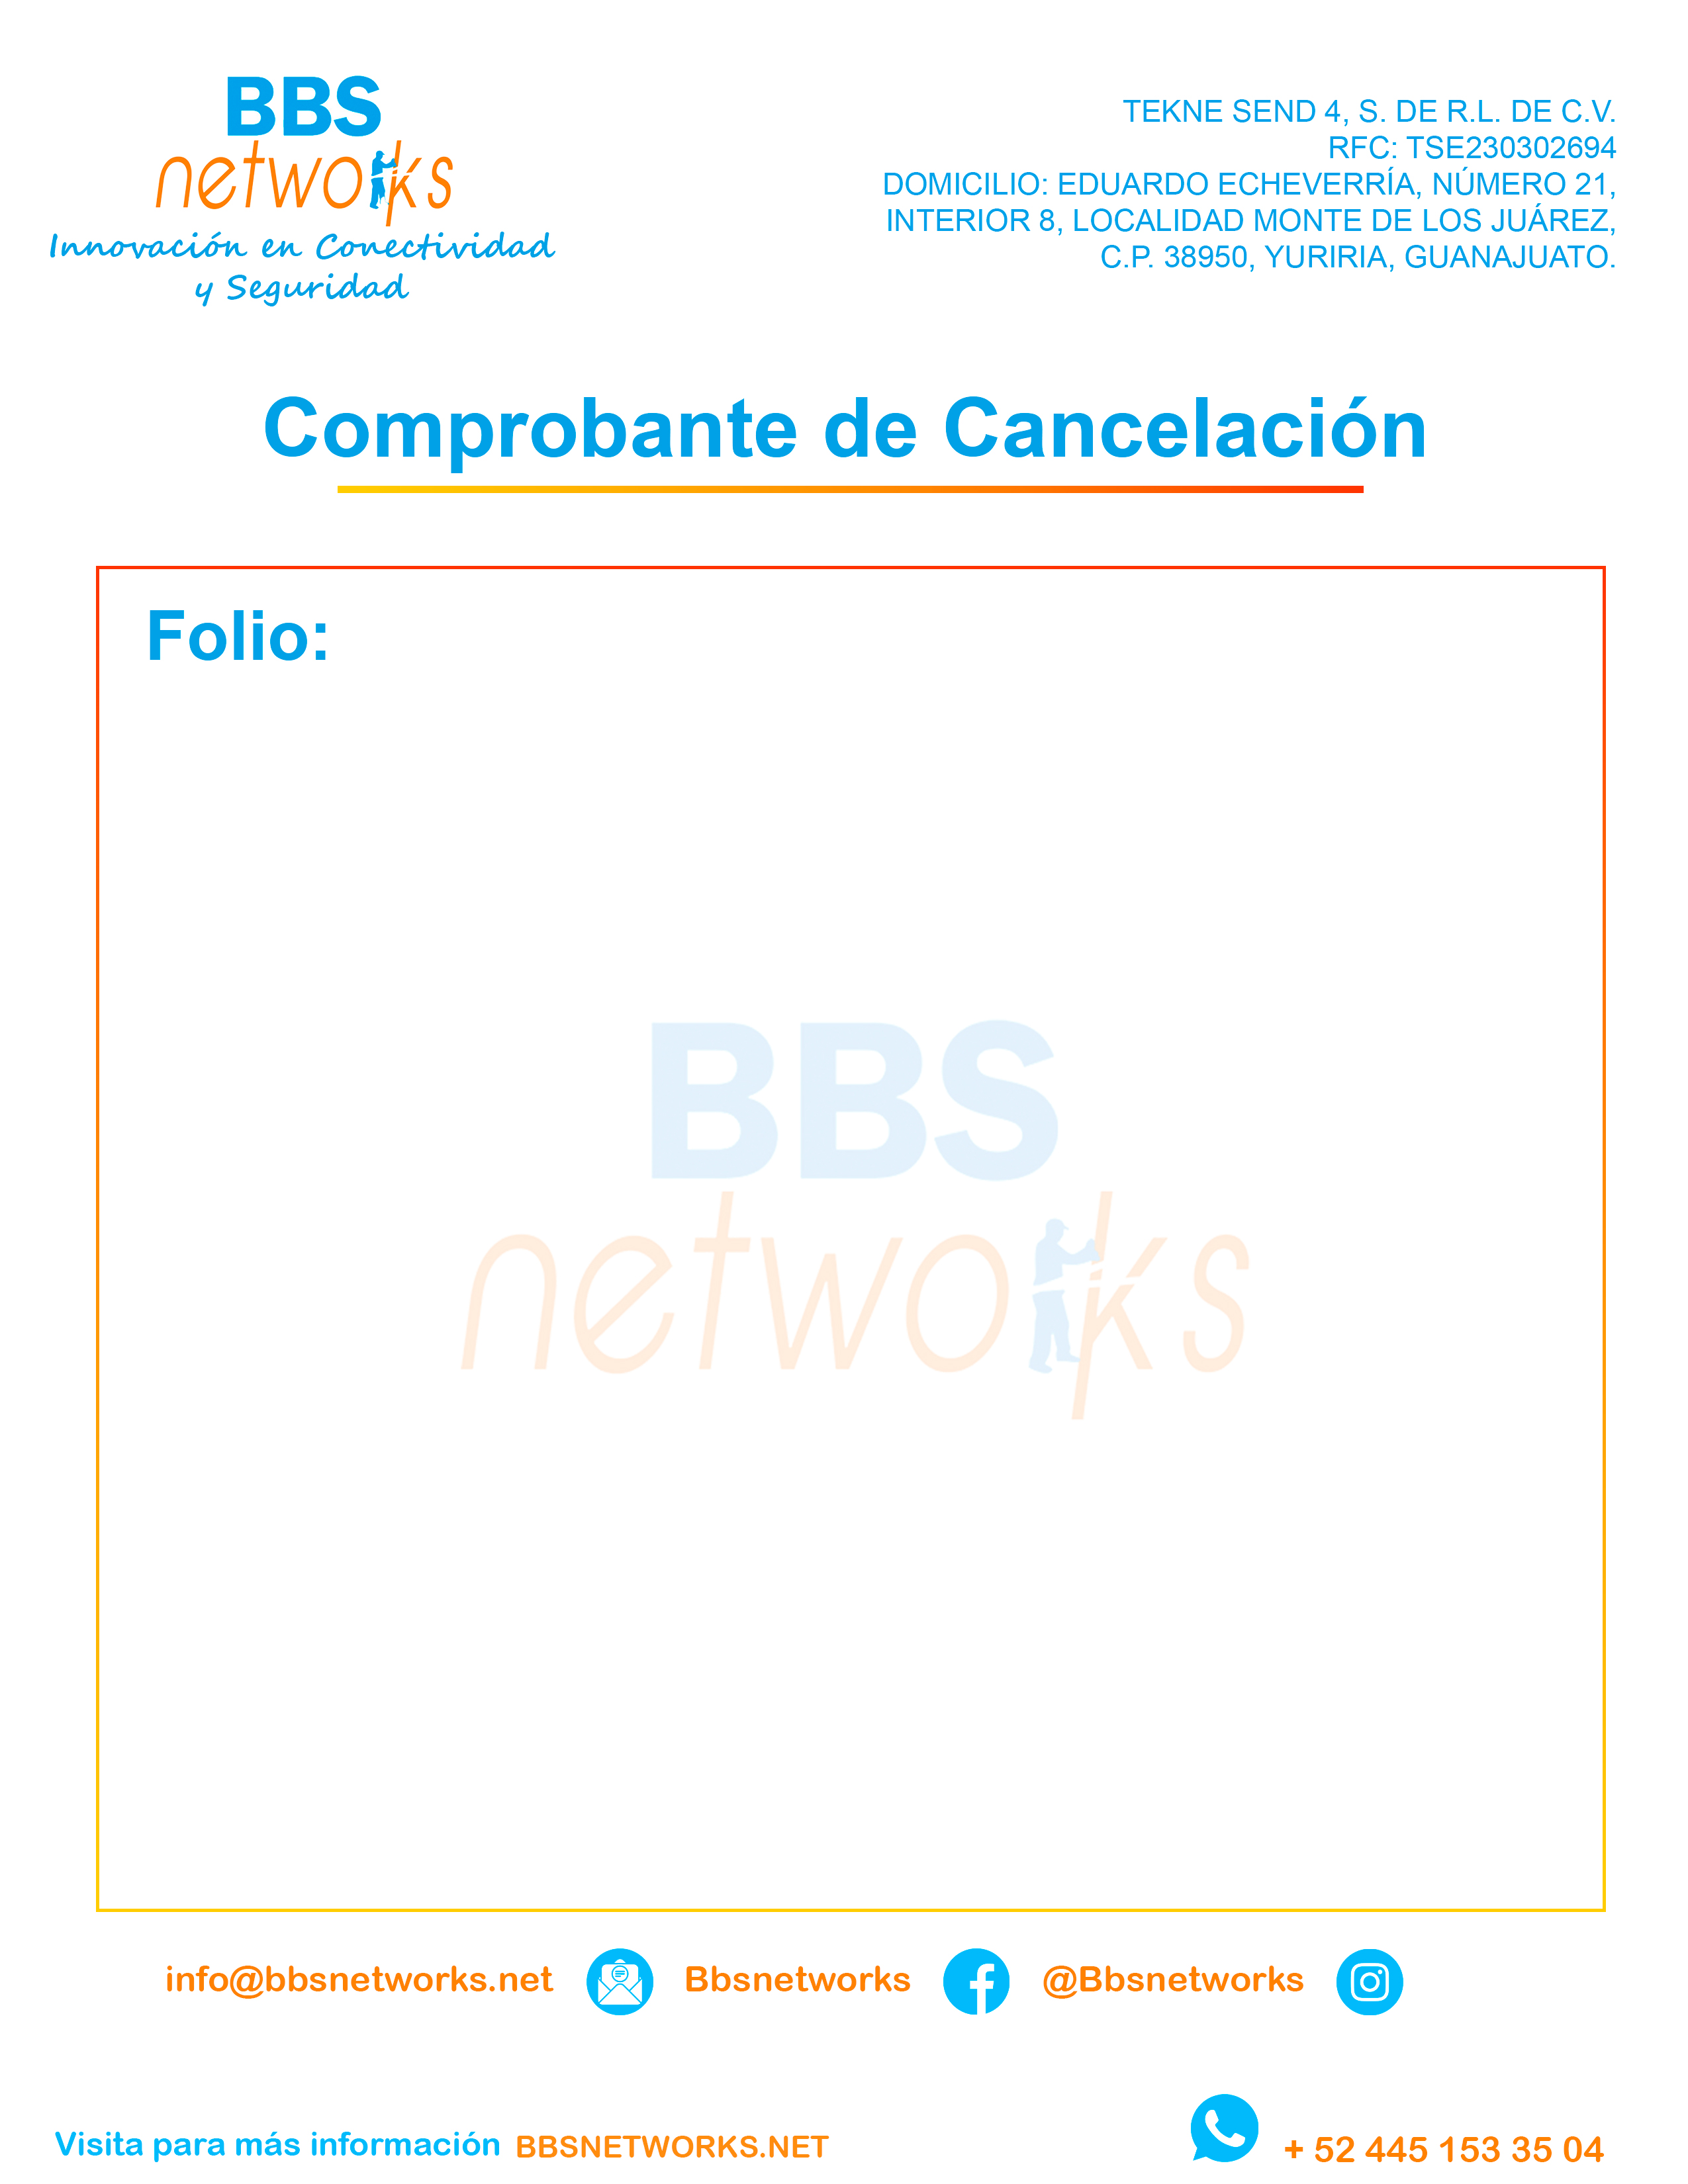 BBS
networks
Innovación en Conectividad
y Seguridad
TEKNE SEND 4, S. DE R.L. DE C.V.
RFC: TSE230302694
DOMICILIO: EDUARDO ECHEVERRÍA, NÚMERO 21,
INTERIOR 8, LOCALIDAD MONTE DE LOS JUÁREZ,
C.P. 38950, YURIRIA, GUANAJUATO.
Comprobante de Cancelación
Folio:
BBS
networks
info@bbsnetworks.net Bbsnetworks @Bbsnetworks
Visita para más información BBSNETWORKS.NET + 52 445 153 35 04